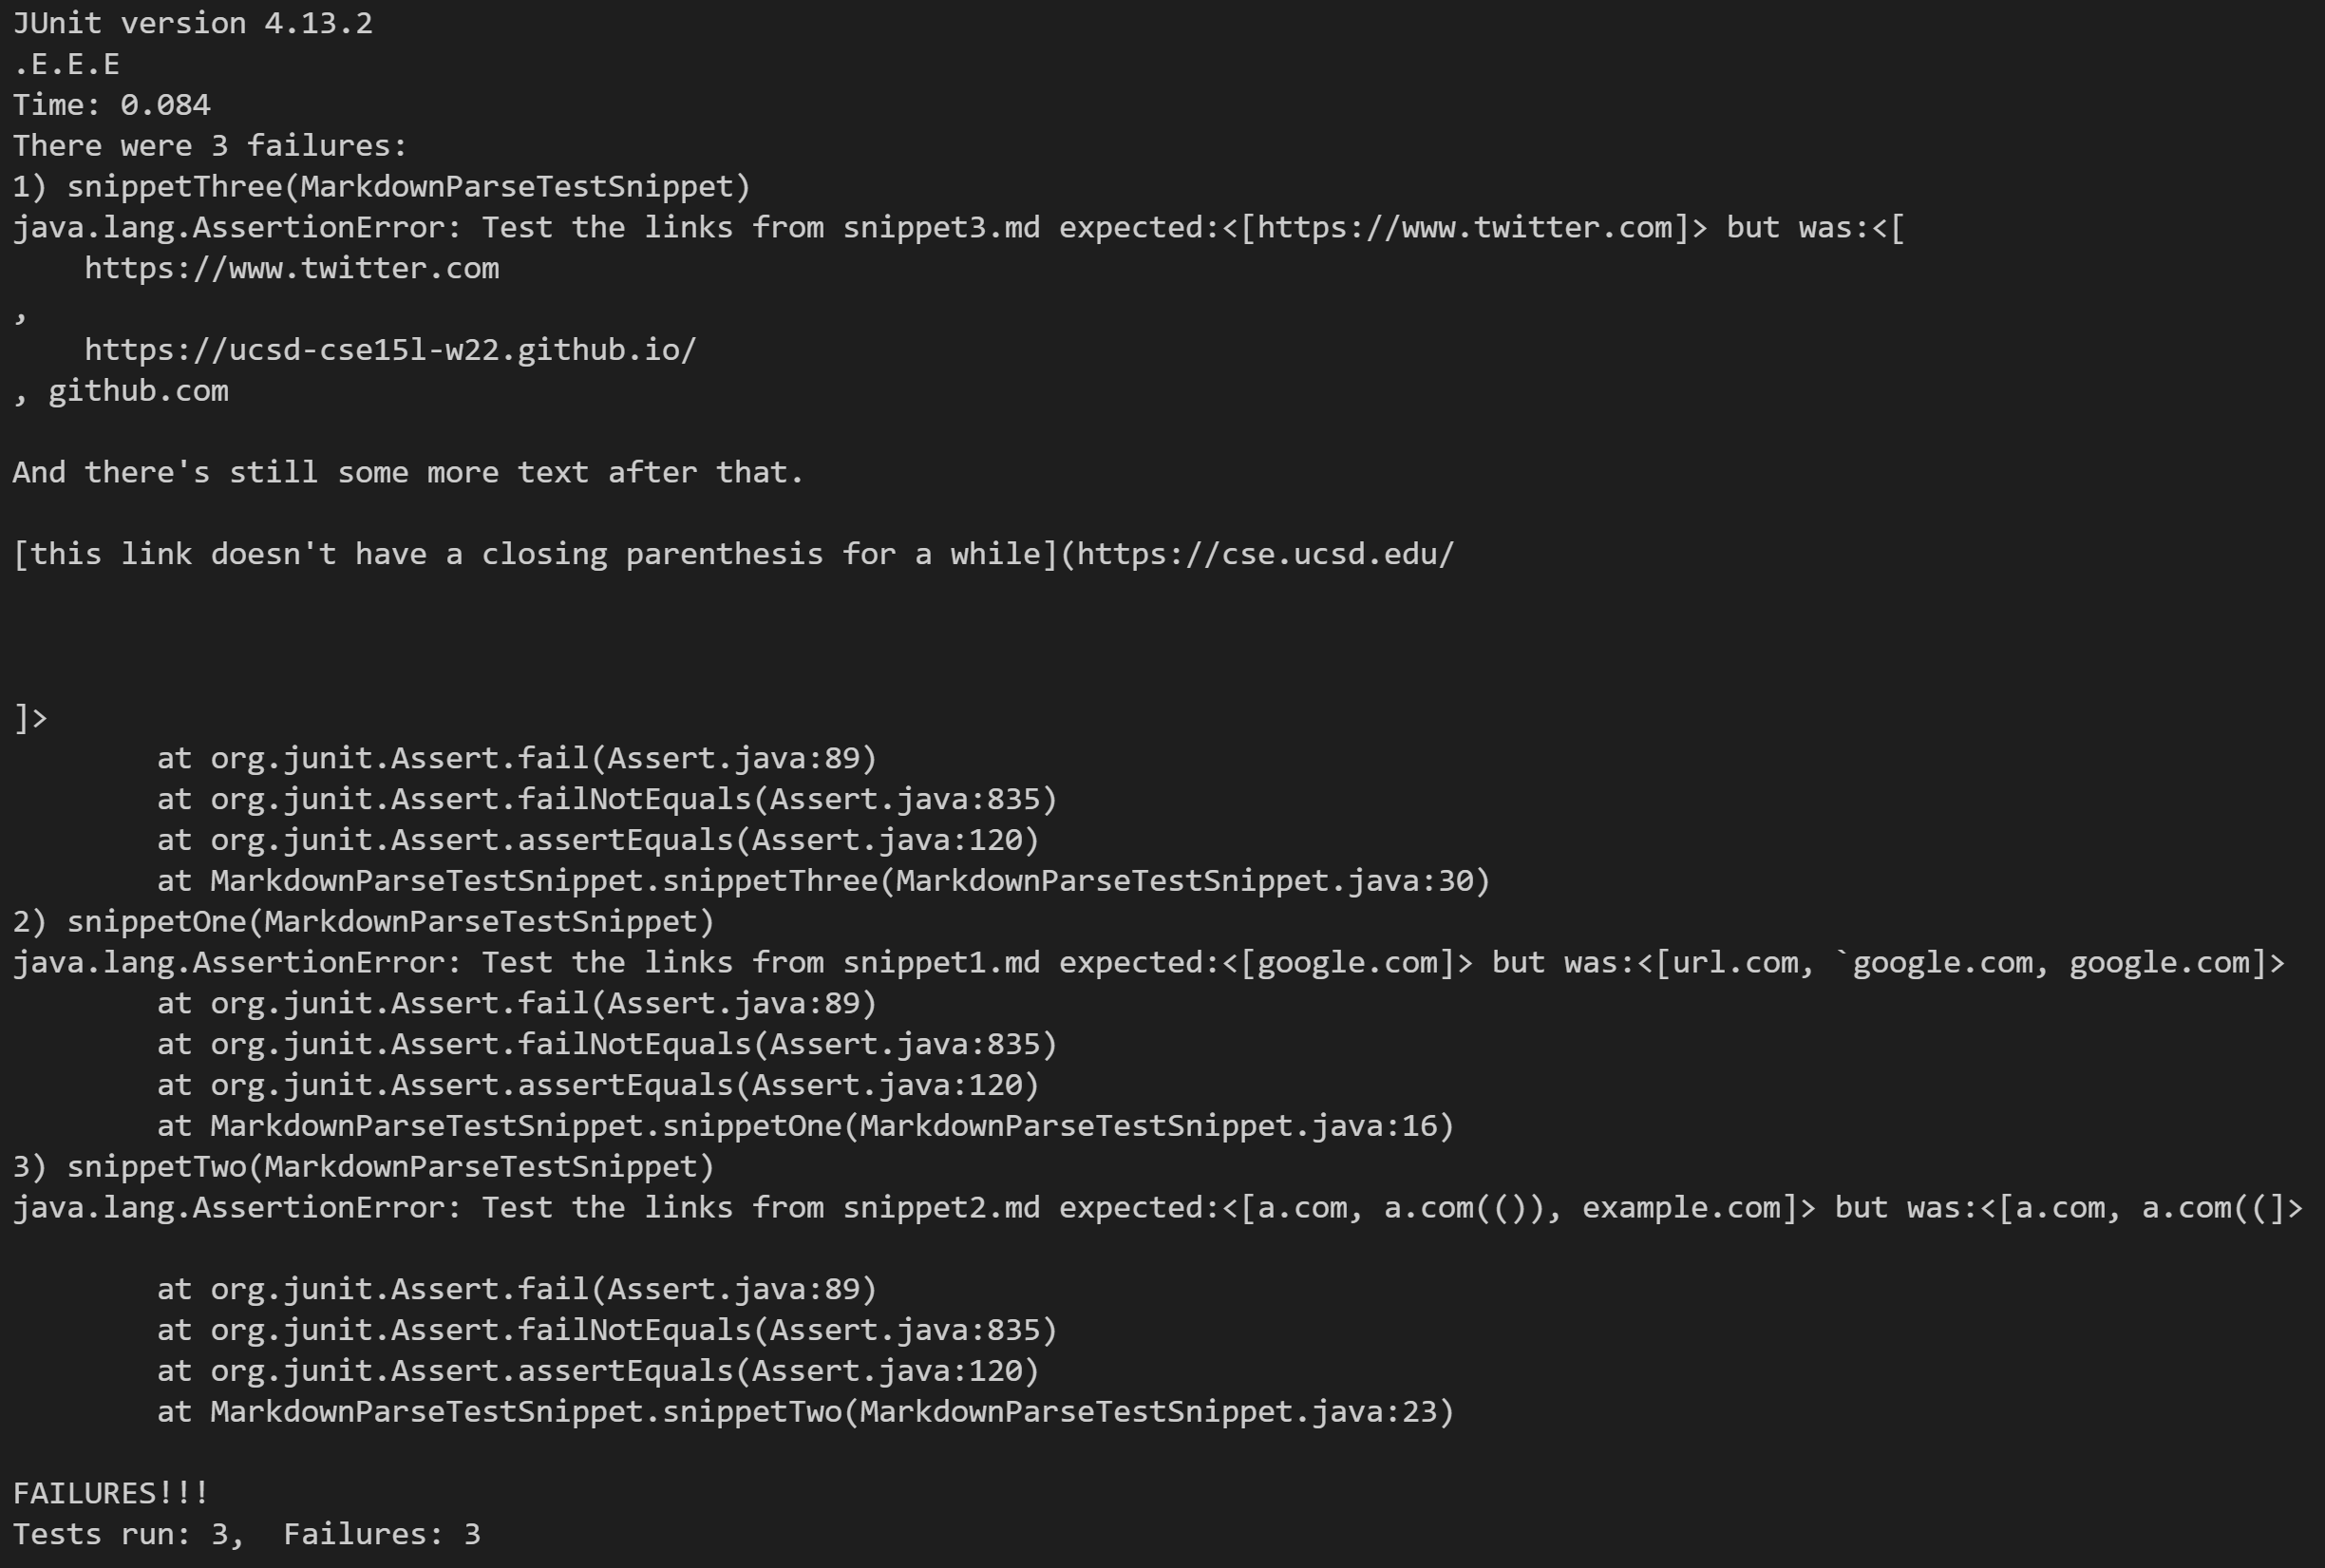 JUnit version 4.13.2
.E.E.E
Time: 0.084
There were 3 failures:
1) snippetThree(MarkdownParseTestSnippet)
java.lang.AssertionError: Test the links from snippet3.md expected:<[https://www.twitter.com]> but was:<[
    https://www.twitter.com
,
    https://ucsd-cse15l-w22.github.io/
, github.com

And there's still some more text after that.

[this link doesn't have a closing parenthesis for a while](https://cse.ucsd.edu/



]>
        at org.junit.Assert.fail(Assert.java:89)
        at org.junit.Assert.failNotEquals(Assert.java:835)
        at org.junit.Assert.assertEquals(Assert.java:120)
        at MarkdownParseTestSnippet.snippetThree(MarkdownParseTestSnippet.java:30)
2) snippetOne(MarkdownParseTestSnippet)
java.lang.AssertionError: Test the links from snippet1.md expected:<[google.com]> but was:<[url.com, `google.com, google.com]>
        at org.junit.Assert.fail(Assert.java:89)
        at org.junit.Assert.failNotEquals(Assert.java:835)
        at org.junit.Assert.assertEquals(Assert.java:120)
        at MarkdownParseTestSnippet.snippetOne(MarkdownParseTestSnippet.java:16)
3) snippetTwo(MarkdownParseTestSnippet)
java.lang.AssertionError: Test the links from snippet2.md expected:<[a.com, a.com(()), example.com]> but was:<[a.com, a.com((]>

        at org.junit.Assert.fail(Assert.java:89)
        at org.junit.Assert.failNotEquals(Assert.java:835)
        at org.junit.Assert.assertEquals(Assert.java:120)
        at MarkdownParseTestSnippet.snippetTwo(MarkdownParseTestSnippet.java:23)

FAILURES!!!
Tests run: 3,  Failures: 3